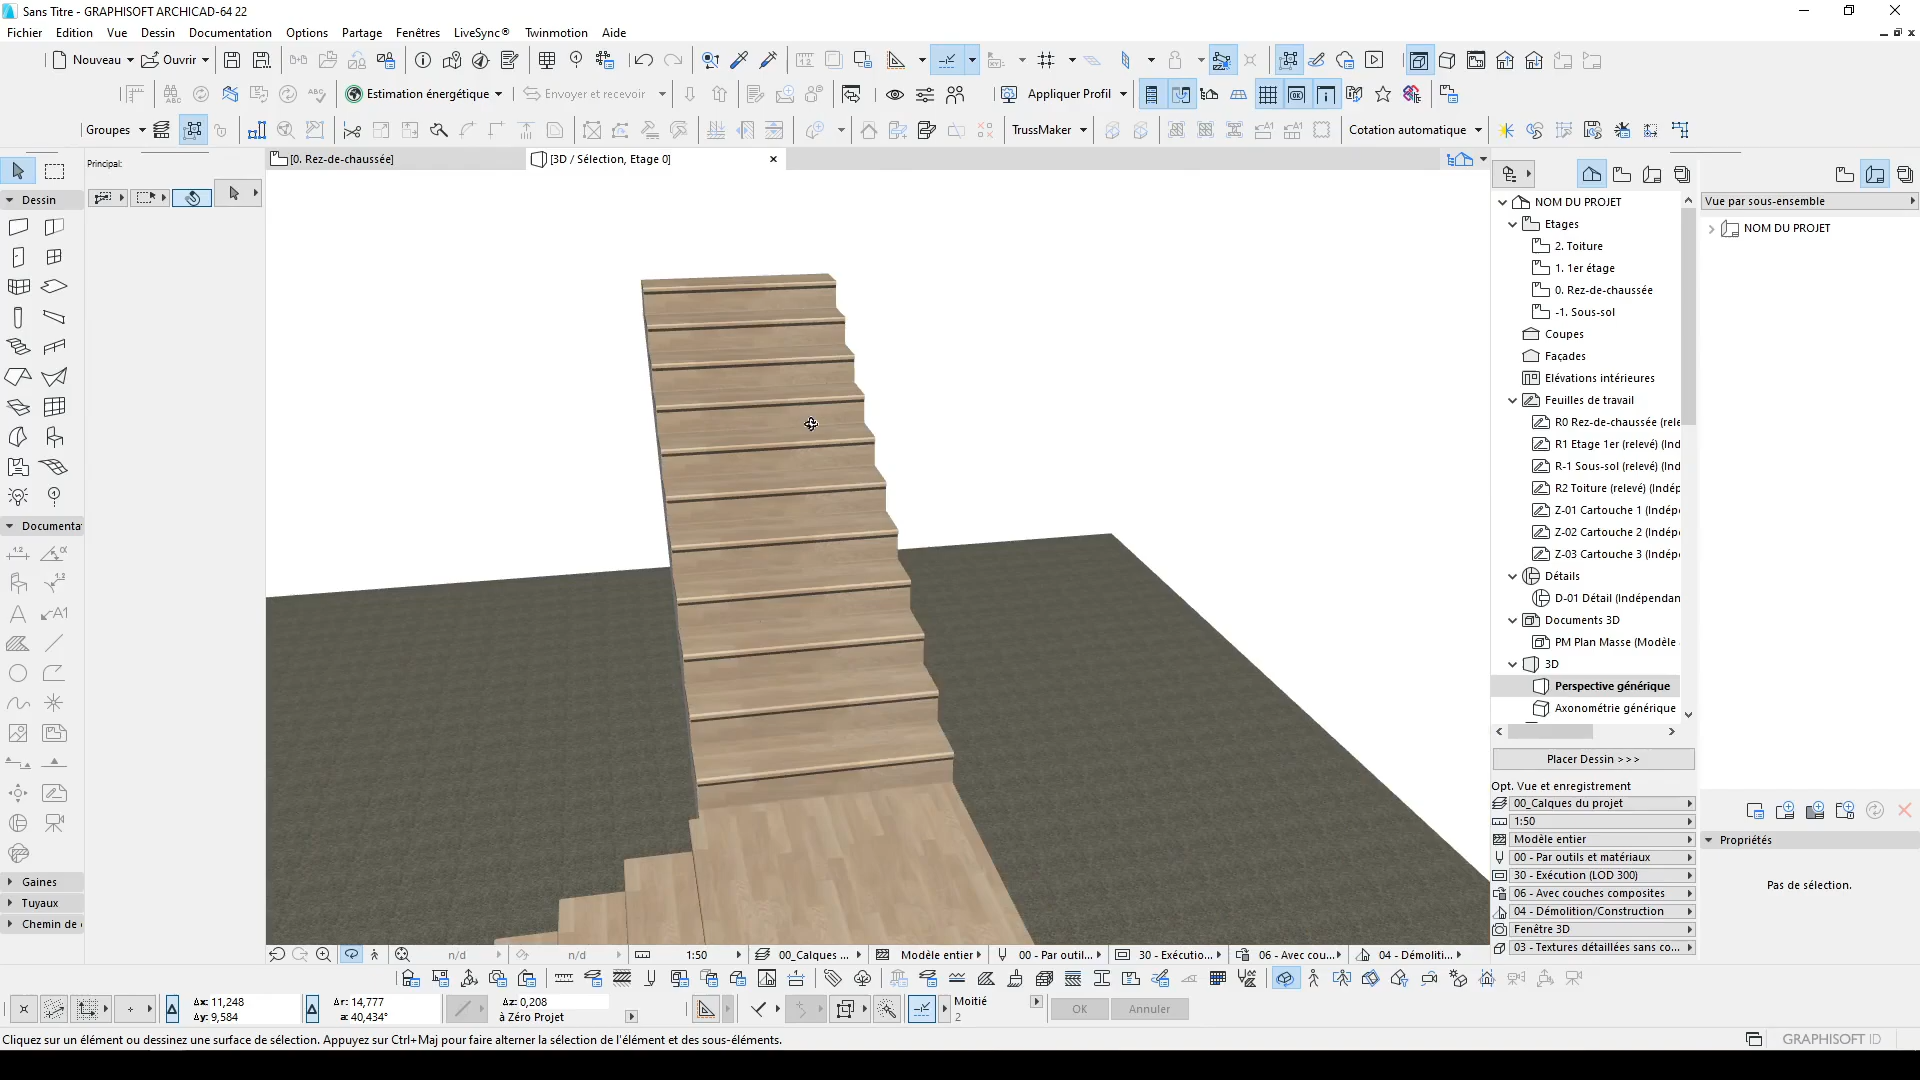 Sans Titre - GRAPHISOFT ARCHICAD-64 22
Fichier Edition Vue Dessin Documentation Options Partage Fenêtres LiveSync® Twinmotion Aide
Nouveau Ouvrir
Estimation énergétique Envoyer et recevoir Appliquer Profil
Groupes TrussMaker Cotation automatique
Principal:
[0. Rez-de-chaussée] [3D / Sélection, Etage 0]
Dessin
Documenta
Gaines
Tuyaux
Chemin de
NOM DU PROJET
Etages
2. Toiture
1. 1er étage
0. Rez-de-chaussée
-1. Sous-sol
Coupes
Façades
Elévations intérieures
Feuilles de travail
R0 Rez-de-chaussée (rele
R1 Etage 1er (relevé) (Ind
R-1 Sous-sol (relevé) (Ind
R2 Toiture (relevé) (Indép
Z-01 Cartouche 1 (Indép
Z-02 Cartouche 2 (Indép
Z-03 Cartouche 3 (Indép
Détails
D-01 Détail (Indépendan
Documents 3D
PM Plan Masse (Modèle
3D
Perspective générique
Axonométrie générique
Placer Dessin >>>
Opt. Vue et enregistrement
00_Calques du projet
1:50
Modèle entier
00 - Par outils et matériaux
30 - Exécution (LOD 300)
06 - Avec couches composites
04 - Démolition/Construction
Fenêtre 3D
03 - Textures détaillées sans co...
Vue par sous-ensemble
NOM DU PROJET
Propriétés
Pas de sélection.
n/d n/d 1:50 00_Calques ... Modèle entier 00 - Par outil... 30 - Exécutio... 06 - Avec cou... 04 - Démoliti...
Δx: 11,248 Δr: 14,777 Δz: 0,208 Moitié
Δy: 9,584 a: 40,434° à Zéro Projet 2 OK Annuler
Cliquez sur un élément ou dessinez une surface de sélection. Appuyez sur Ctrl+Maj pour faire alterner la sélection de l'élément et des sous-éléments.
GRAPHISOFT ID